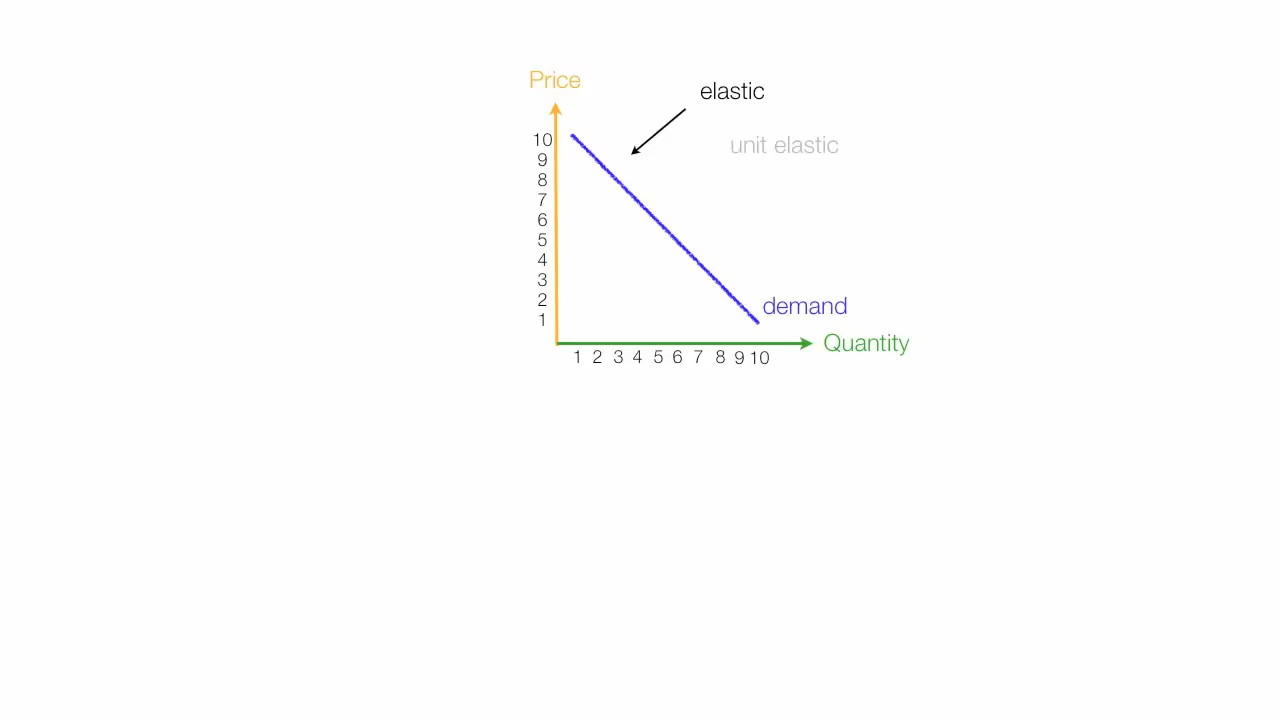 Price
elastic
unit elastic
10
9
8
7
6
5
4
3
2
1
demand
Quantity
1 2 3 4 5 6 7 8 9 10